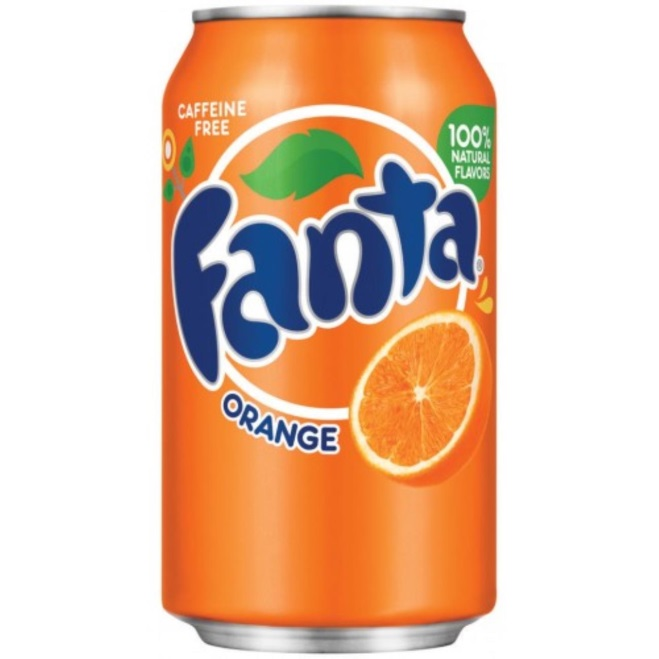 CAFFEINE
FREE
100%
NATURAL
FLAVORS
Fanta®
ORANGE